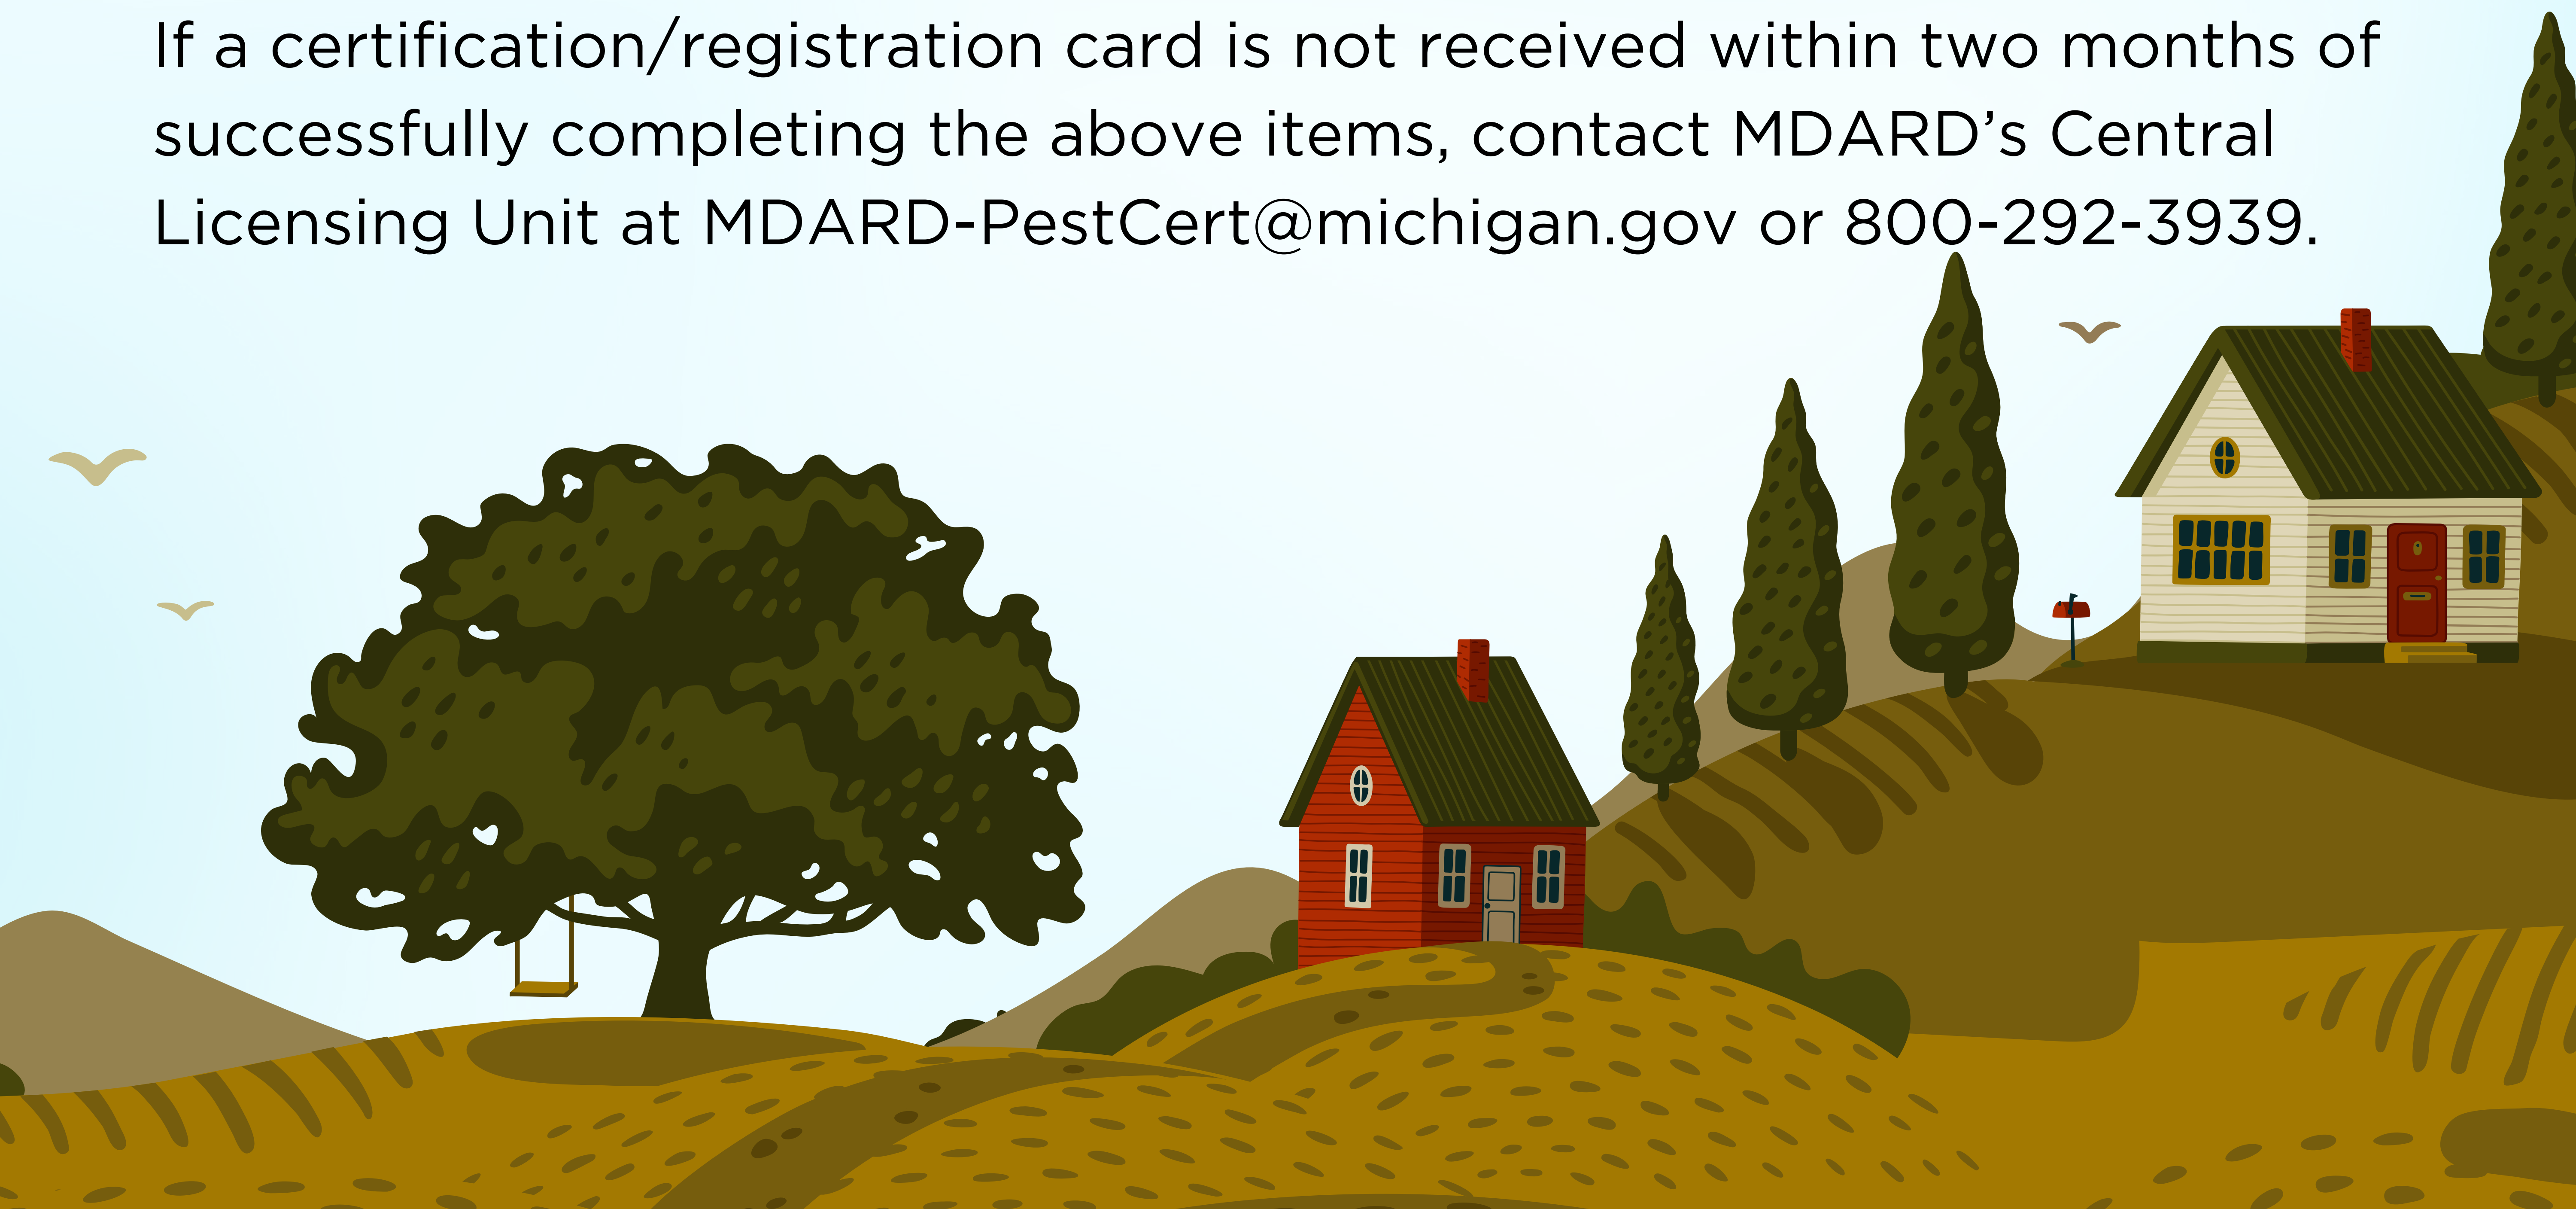 If a certification/registration card is not received within two months of
successfully completing the above items, contact MDARD’s Central
Licensing Unit at MDARD-PestCert@michigan.gov or 800-292-3939.